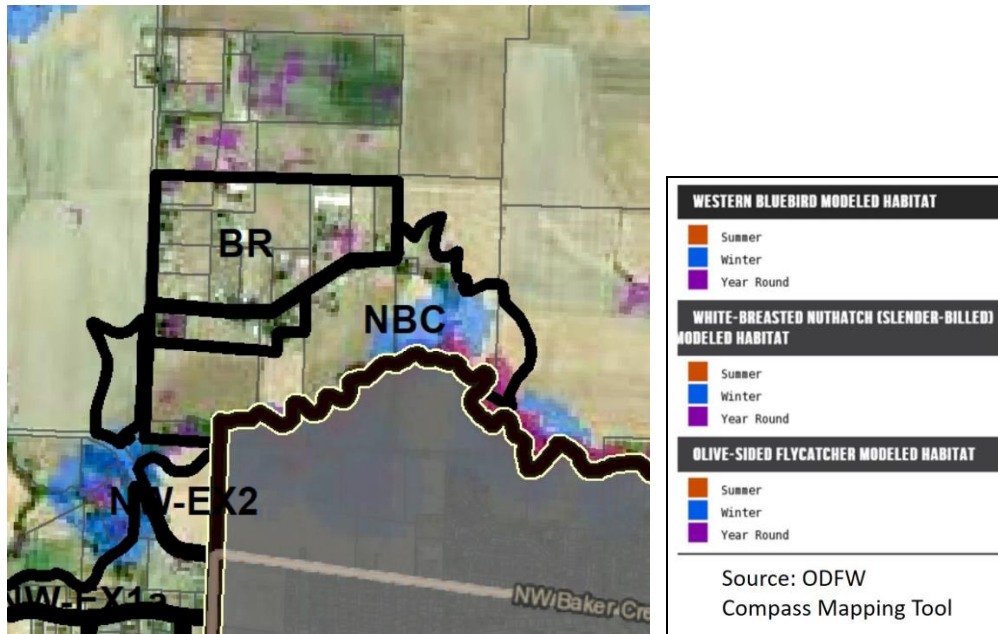 BR
NBC
NW-EX2
NW-EX1a
NW Baker Cre
WESTERN BLUEBIRD MODELED HABITAT
Summer
Winter
Year Round
WHITE-BREASTED NUTHATCH (SLENDER-BILLED)
MODELED HABITAT
Summer
Winter
Year Round
OLIVE-SIDED FLYCATCHER MODELED HABITAT
Summer
Winter
Year Round
Source: ODFW
Compass Mapping Tool